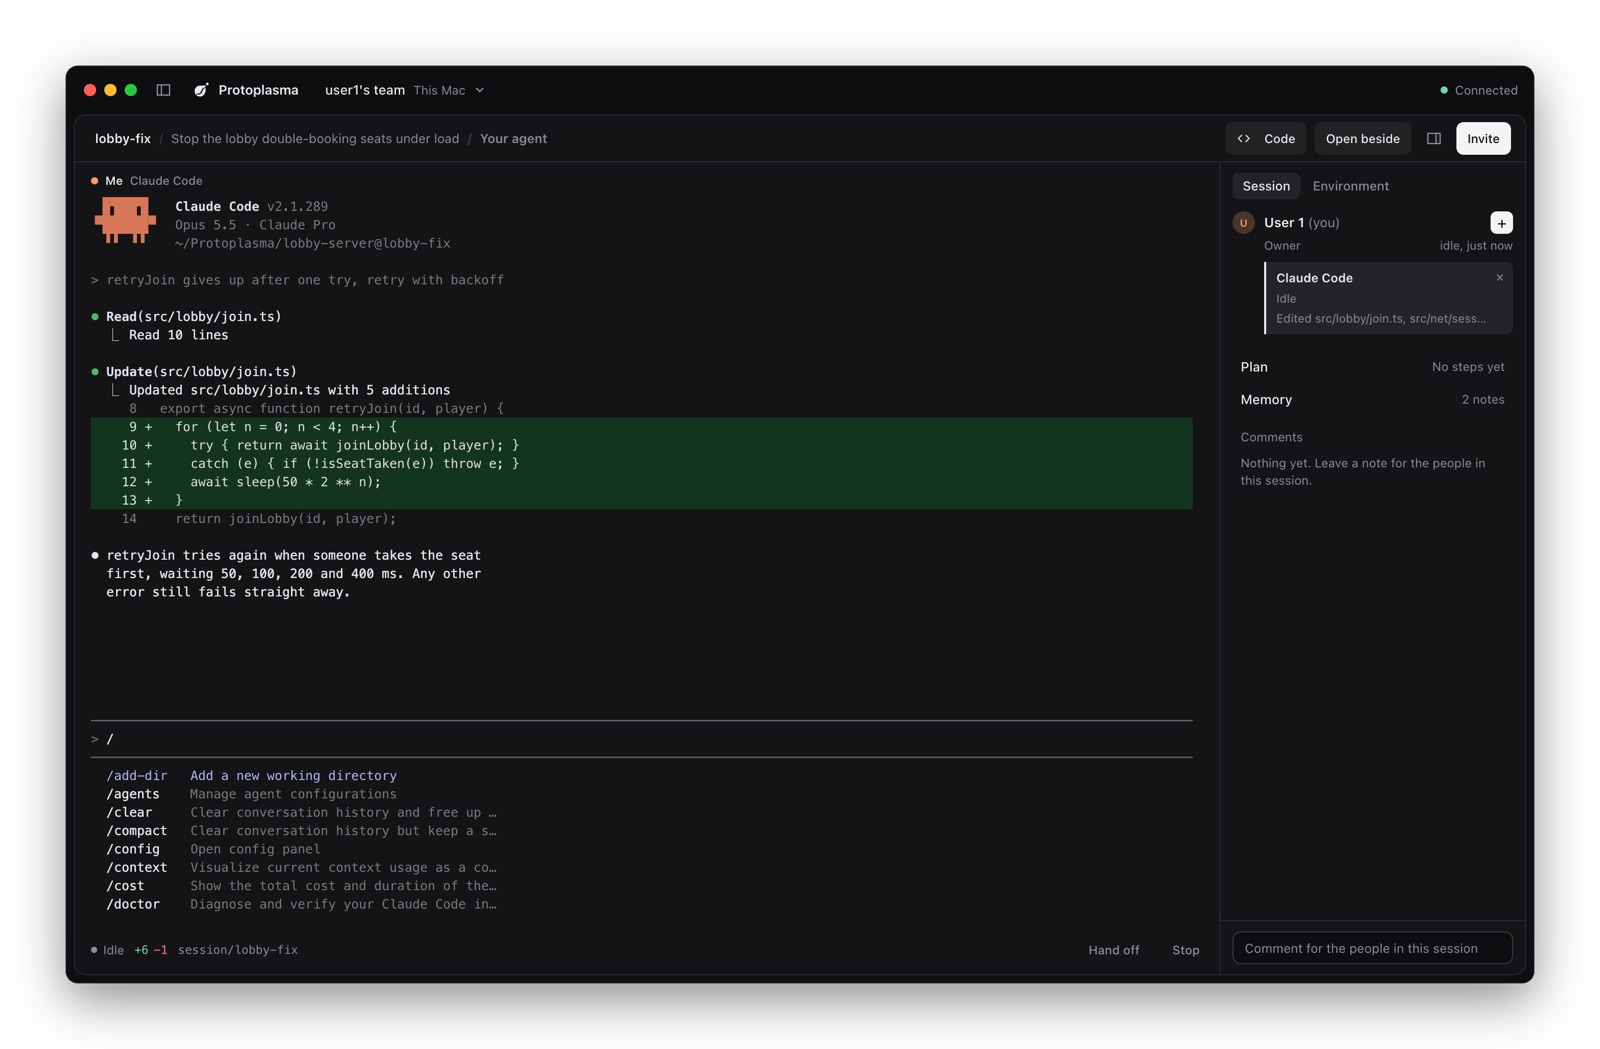 Protoplasma user1's team This Mac
Connected
lobby-fix / Stop the lobby double-booking seats under load / Your agent
Code
Open beside
Invite
Me Claude Code
Claude Code v2.1.289
Opus 5.5 · Claude Pro
~/Protoplasma/lobby-server@lobby-fix
> retryJoin gives up after one try, retry with backoff
● Read(src/lobby/join.ts)
⎿ Read 10 lines
● Update(src/lobby/join.ts)
⎿ Updated src/lobby/join.ts with 5 additions
8 export async function retryJoin(id, player) {
9 + for (let n = 0; n < 4; n++) {
10 + try { return await joinLobby(id, player); }
11 + catch (e) { if (!isSeatTaken(e)) throw e; }
12 + await sleep(50 * 2 ** n);
13 + }
14 return joinLobby(id, player);
● retryJoin tries again when someone takes the seat
first, waiting 50, 100, 200 and 400 ms. Any other
error still fails straight away.
> /
/add-dir Add a new working directory
/agents Manage agent configurations
/clear Clear conversation history and free up …
/compact Clear conversation history but keep a s…
/config Open config panel
/context Visualize current context usage as a co…
/cost Show the total cost and duration of the…
/doctor Diagnose and verify your Claude Code in…
Idle +6 −1 session/lobby-fix
Hand off
Stop
Session
Environment
U User 1 (you) +
Owner idle, just now
Claude Code ×
Idle
Edited src/lobby/join.ts, src/net/sess...
Plan No steps yet
Memory 2 notes
Comments
Nothing yet. Leave a note for the people in
this session.
Comment for the people in this session